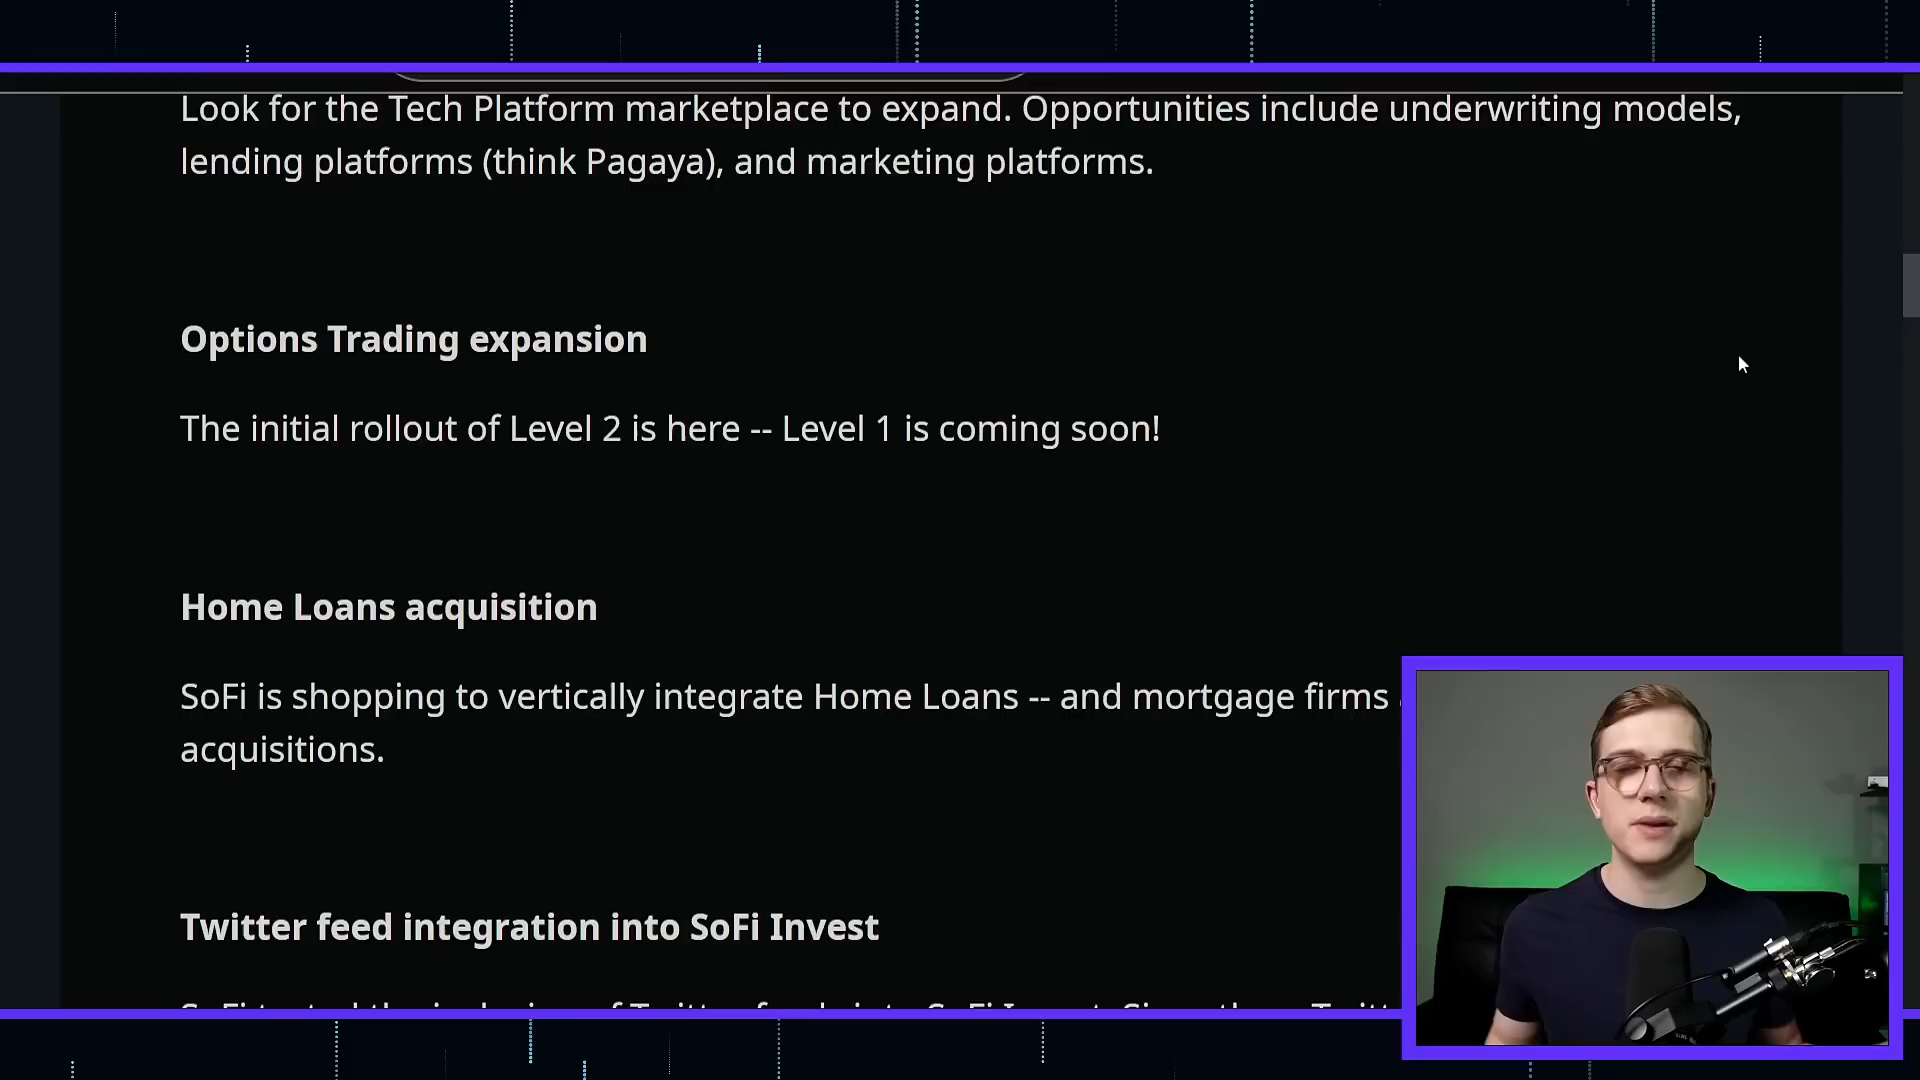 Look for the Tech Platform marketplace to expand. Opportunities include underwriting models,
lending platforms (think Pagaya), and marketing platforms.
Options Trading expansion
The initial rollout of Level 2 is here -- Level 1 is coming soon!
Home Loans acquisition
SoFi is shopping to vertically integrate Home Loans -- and mortgage firms
acquisitions.
Twitter feed integration into SoFi Invest